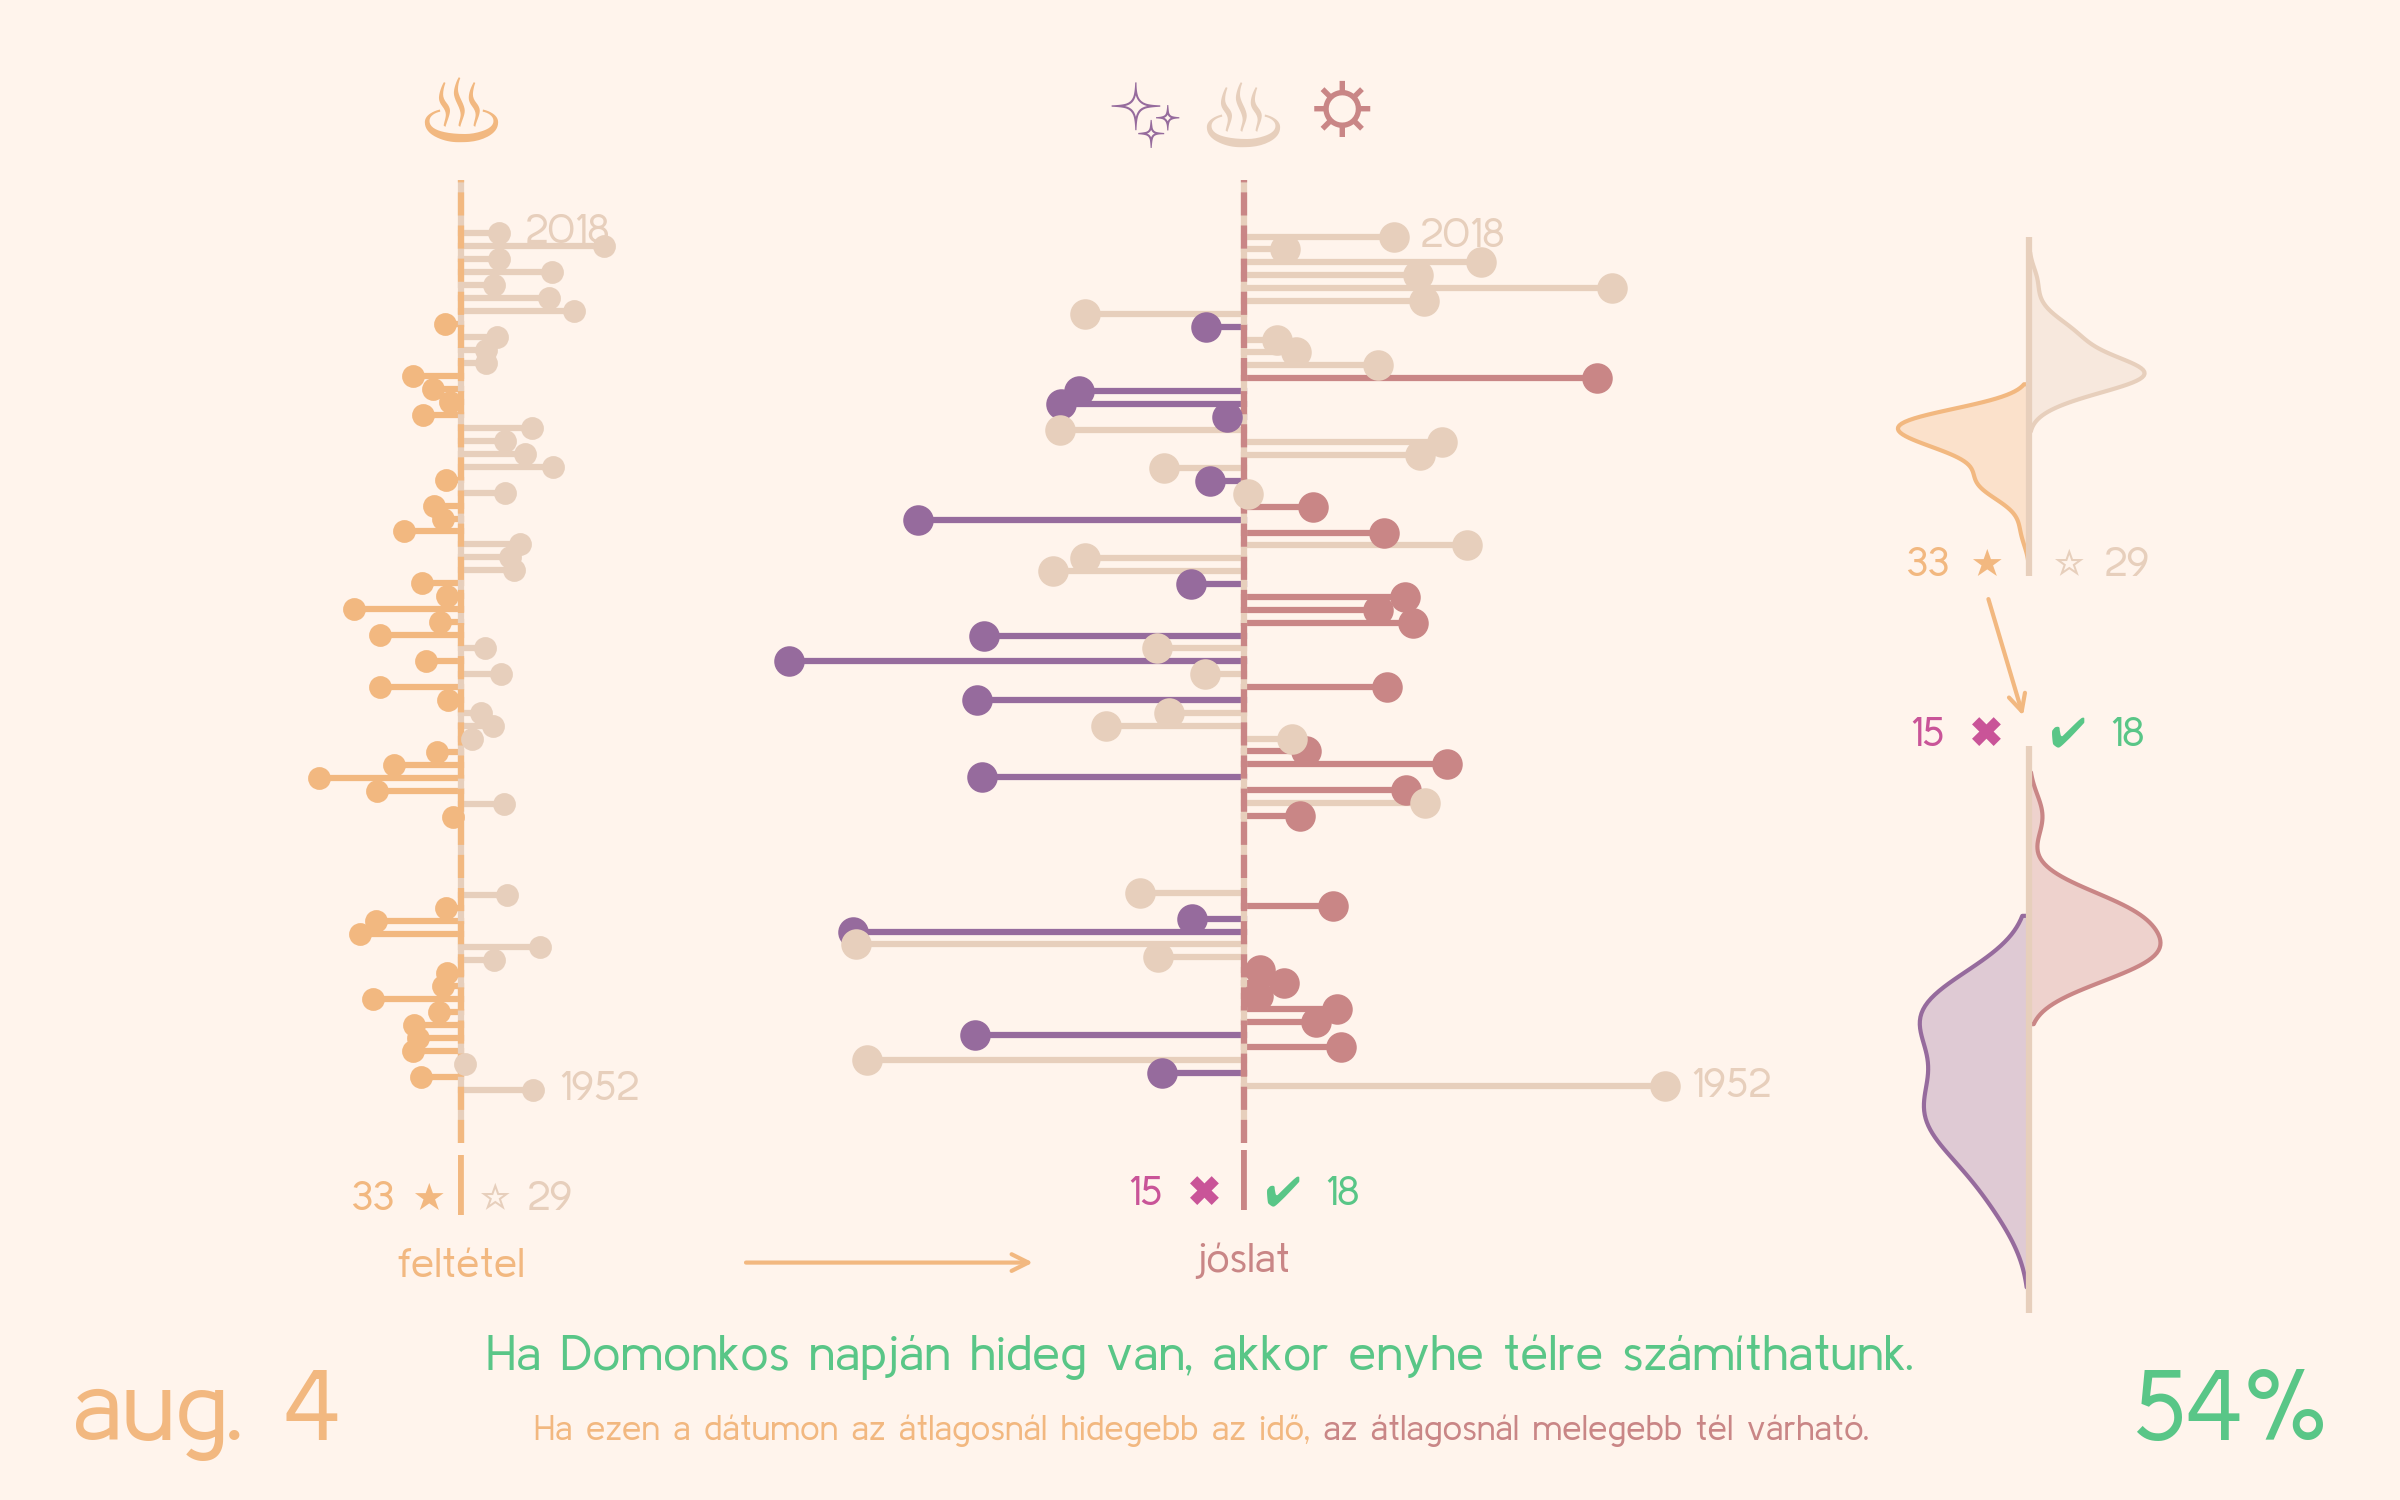 2018
2018
33 ★ ☆ 29
15 ✖ ✔ 18
1952
1952
33 ★ ☆ 29
15 ✖ ✔ 18
feltétel
jóslat
Ha Domonkos napján hideg van, akkor enyhe télre számíthatunk.
aug. 4
54%
Ha ezen a dátumon az átlagosnál hidegebb az idő, az átlagosnál melegebb tél várható.